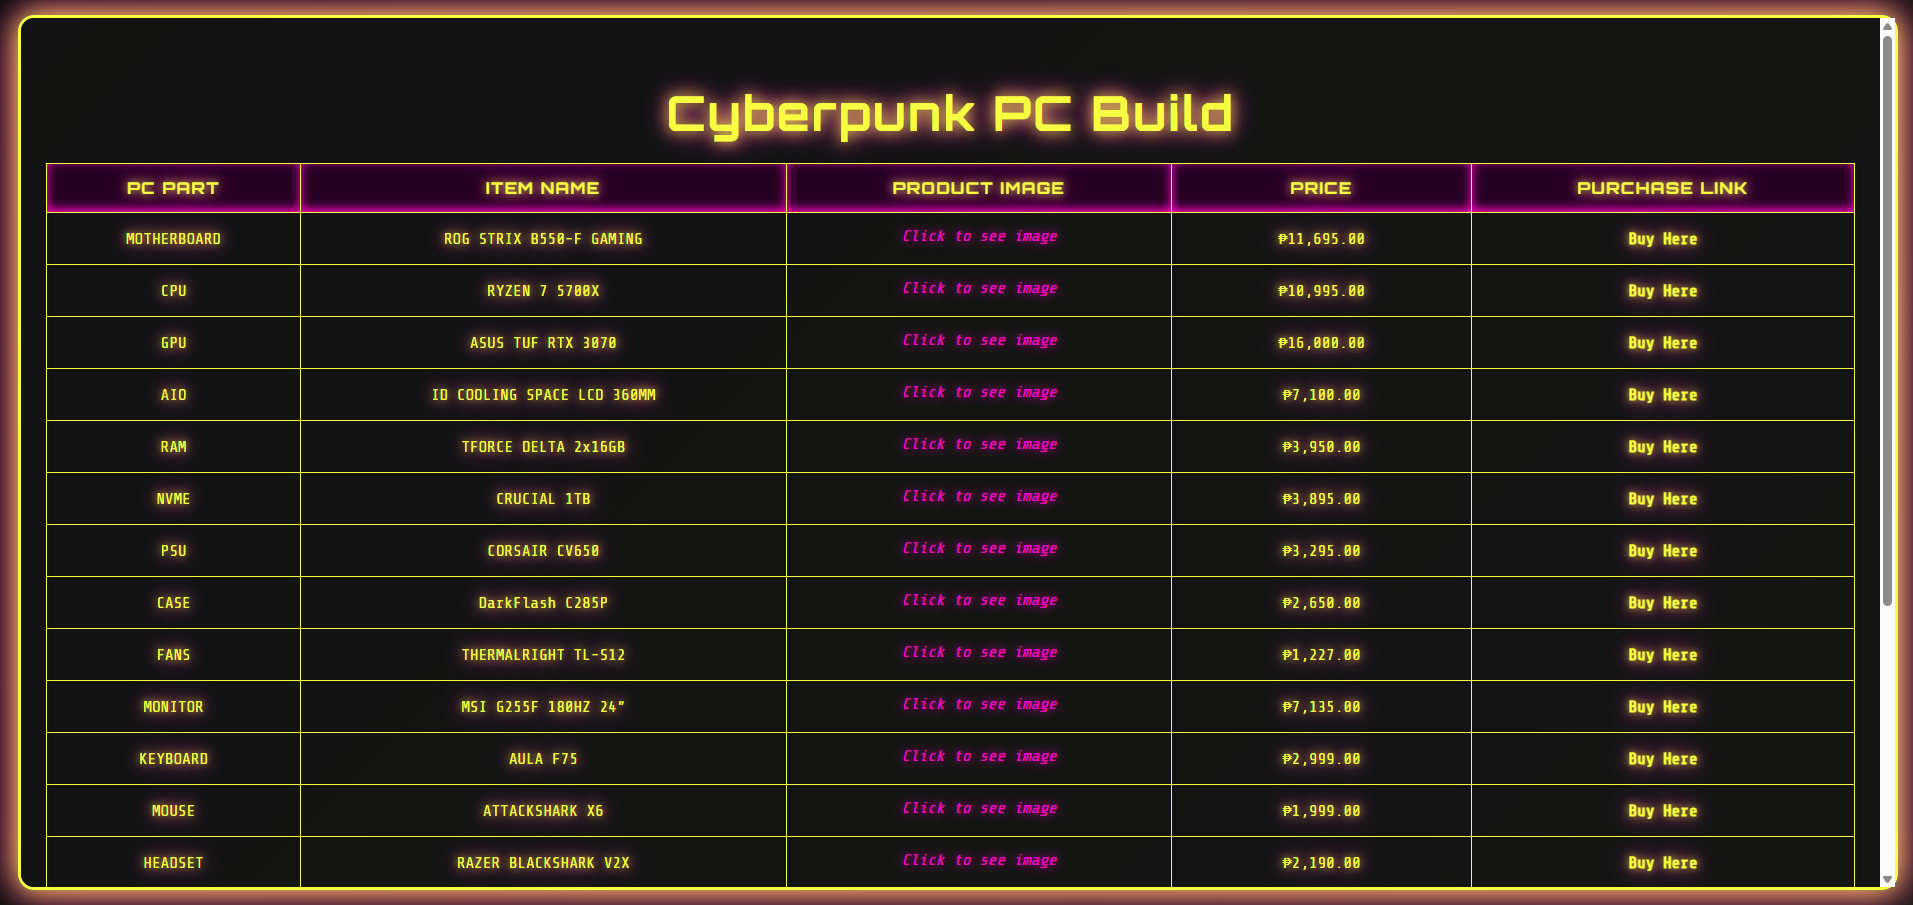 Cyberpunk PC Build
PC PART ITEM NAME PRODUCT IMAGE PRICE PURCHASE LINK
MOTHERBOARD ROG STRIX B550-F GAMING Click to see image ₱11,695.00 Buy Here
CPU RYZEN 7 5700X Click to see image ₱10,995.00 Buy Here
GPU ASUS TUF RTX 3070 Click to see image ₱16,000.00 Buy Here
AIO ID COOLING SPACE LCD 360MM Click to see image ₱7,100.00 Buy Here
RAM TFORCE DELTA 2x16GB Click to see image ₱3,950.00 Buy Here
NVME CRUCIAL 1TB Click to see image ₱3,895.00 Buy Here
PSU CORSAIR CV650 Click to see image ₱3,295.00 Buy Here
CASE DarkFlash C285P Click to see image ₱2,650.00 Buy Here
FANS THERMALRIGHT TL-S12 Click to see image ₱1,227.00 Buy Here
MONITOR MSI G255F 180HZ 24" Click to see image ₱7,135.00 Buy Here
KEYBOARD AULA F75 Click to see image ₱2,999.00 Buy Here
MOUSE ATTACKSHARK X6 Click to see image ₱1,999.00 Buy Here
HEADSET RAZER BLACKSHARK V2X Click to see image ₱2,190.00 Buy Here